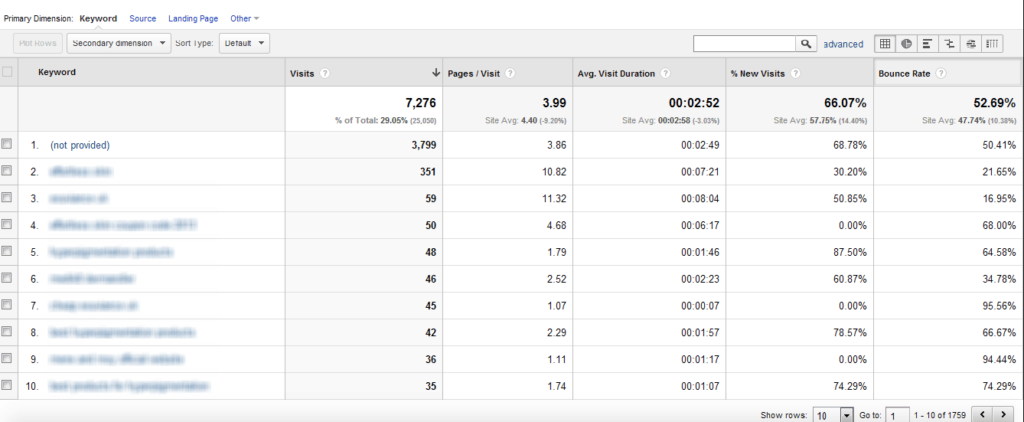 Primary Dimension: Keyword Source Landing Page Other
Plot Rows Secondary dimension Sort Type: Default advanced
Keyword Visits ? Pages / Visit ? Avg. Visit Duration ? % New Visits ? Bounce Rate ?
7,276 3.99 00:02:52 66.07% 52.69%
% of Total: 29.05% (25,050) Site Avg: 4.40 (-9.20%) Site Avg: 00:02:58 (-3.03%) Site Avg: 57.75% (14.40%) Site Avg: 47.74% (10.38%)
1. (not provided) 3,799 3.86 00:02:49 68.78% 50.41%
2. 351 10.82 00:07:21 30.20% 21.65%
3. 59 11.32 00:08:04 50.85% 16.95%
4. 50 4.68 00:06:17 0.00% 68.00%
5. 48 1.79 00:01:46 87.50% 64.58%
6. 46 2.52 00:02:23 60.87% 34.78%
7. 45 1.07 00:00:07 0.00% 95.56%
8. 42 2.29 00:01:57 78.57% 66.67%
9. 36 1.11 00:01:17 0.00% 94.44%
10. 35 1.74 00:01:07 74.29% 74.29%
Show rows: 10 Go to: 1 1 - 10 of 1759